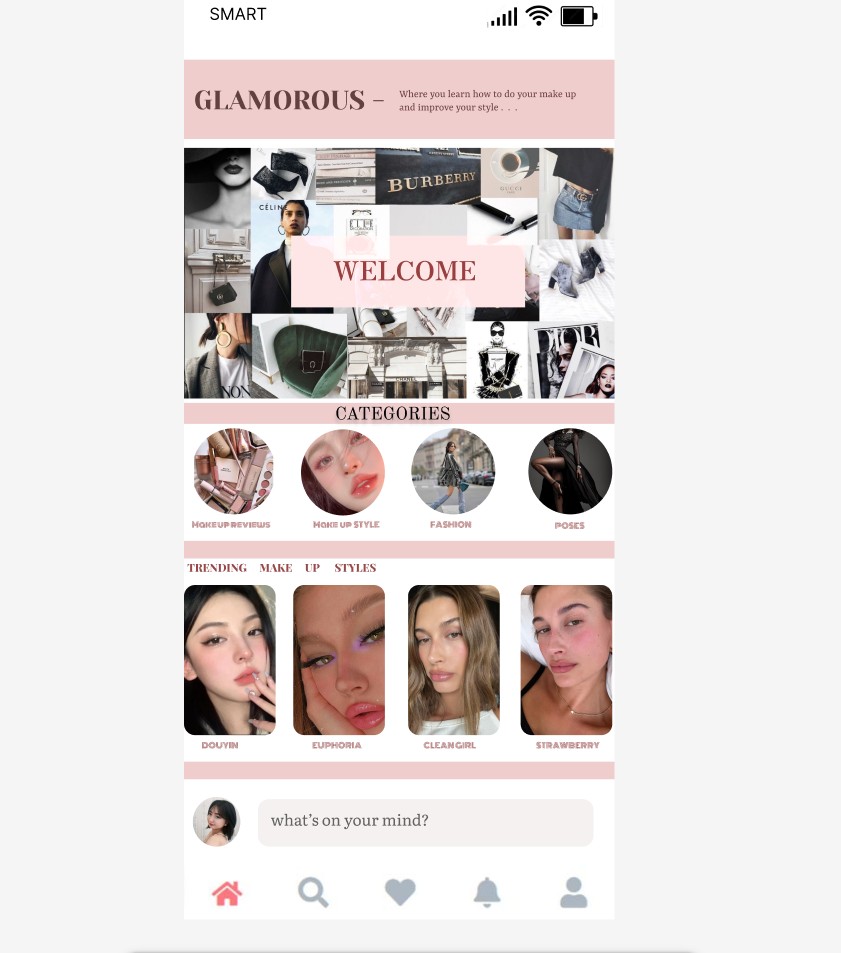 SMART
GLAMOROUS –
Where you learn how to do your make up
and improve your style . . .
BURBERRY
GUCCI
CÉLINE
ELLE
WELCOME
DIOR
NON
CHANEL
CATEGORIES
MAKEUP REVIEWS
MAKE UP STYLE
FASHION
POSES
TRENDING MAKE UP STYLES
DOUYIN
EUPHORIA
CLEAN GIRL
STRAWBERRY
what's on your mind?